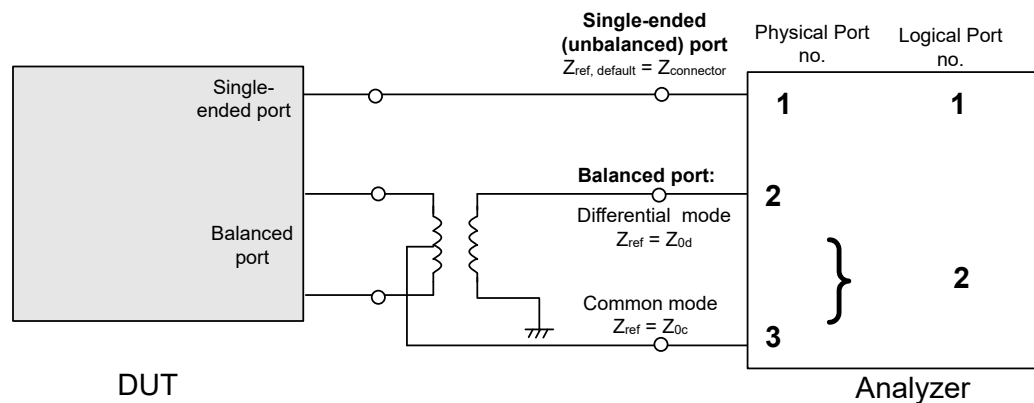 Single-ended
(unbalanced) port
Zref, default = Zconnector
Physical Port
no.
Logical Port
no.
Single-
ended port
1
1
Balanced port:
2
Differential mode
Zref = Z0d
Balanced
port
}
2
Common mode
Zref = Z0c
3
DUT
Analyzer